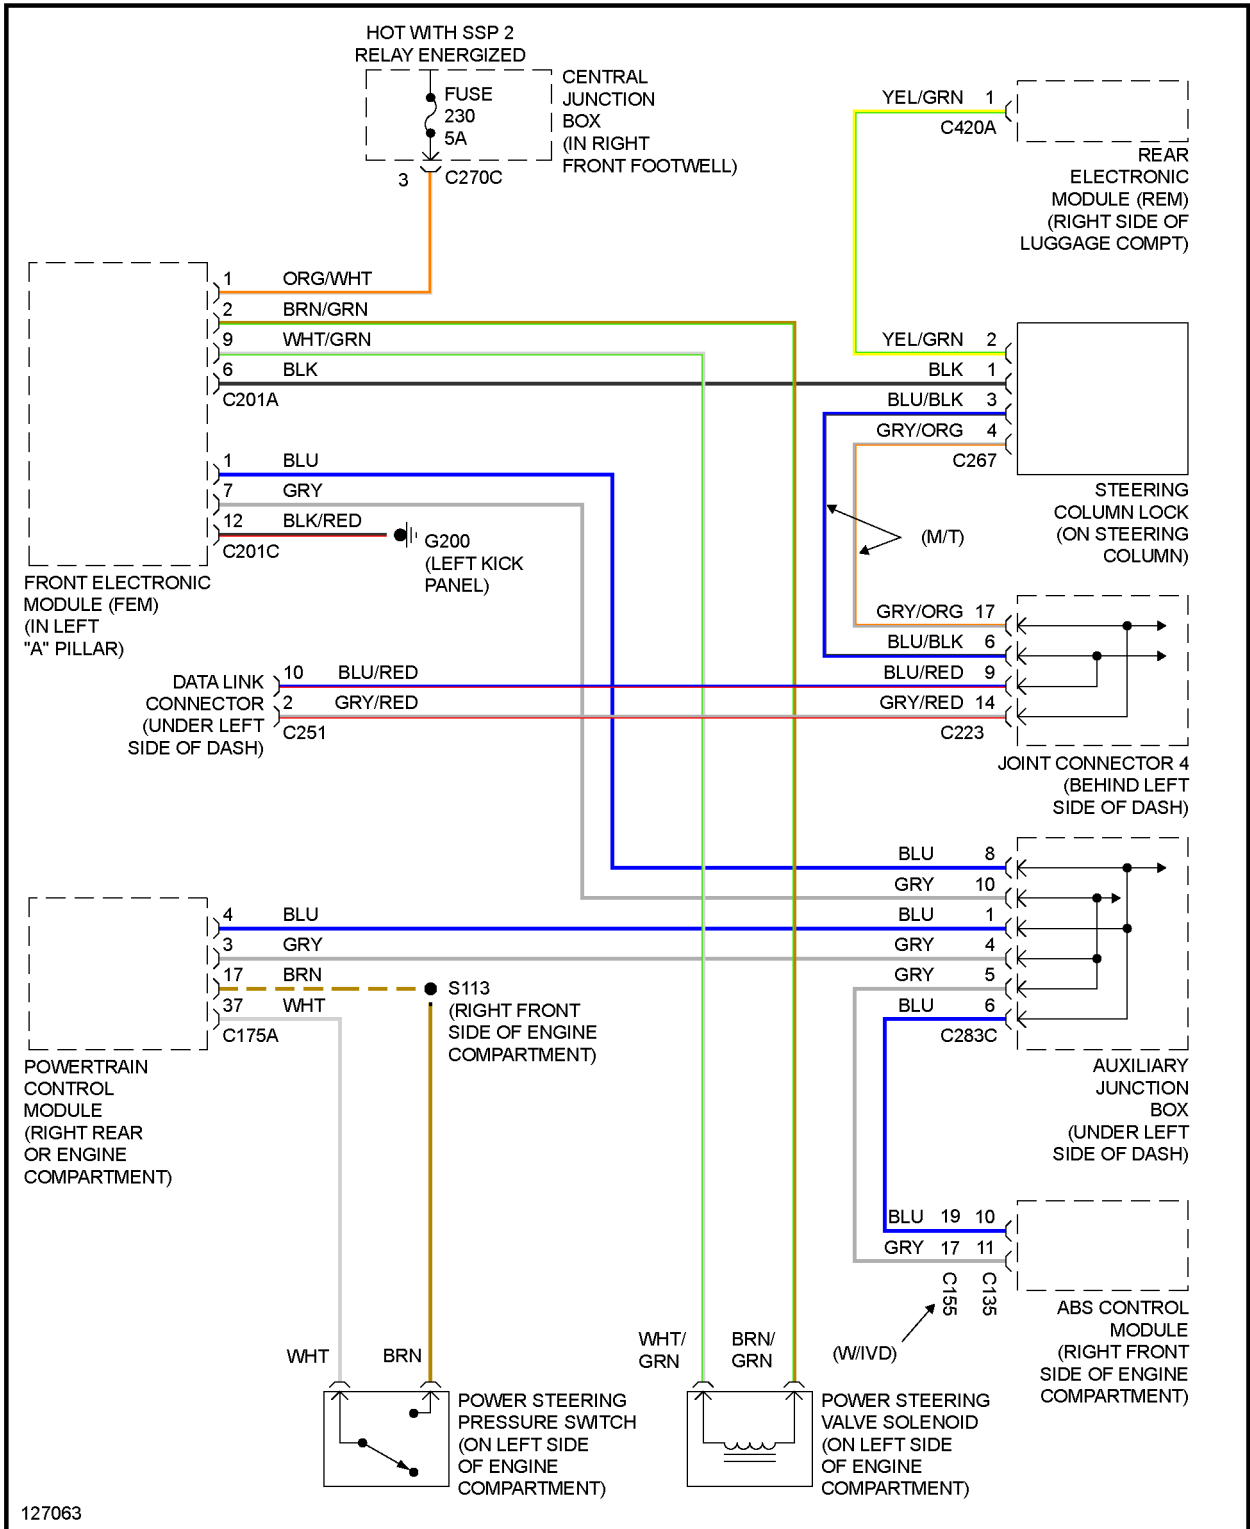 HOT WITH SSP 2
RELAY ENERGIZED
FUSE
230
5A
CENTRAL
JUNCTION
BOX
(IN RIGHT
FRONT FOOTWELL)
3 C270C
YEL/GRN 1
C420A
REAR
ELECTRONIC
MODULE (REM)
(RIGHT SIDE OF
LUGGAGE COMPT)
1 ORG/WHT
2 BRN/GRN
9 WHT/GRN
6 BLK
C201A
1 BLU
7 GRY
12 BLK/RED
C201C
FRONT ELECTRONIC
MODULE (FEM)
(IN LEFT
"A" PILLAR)
G200
(LEFT KICK
PANEL)
YEL/GRN 2
BLK 1
BLU/BLK 3
GRY/ORG 4
C267
STEERING
COLUMN LOCK
(ON STEERING
COLUMN)
(M/T)
GRY/ORG 17
BLU/BLK 6
BLU/RED 9
GRY/RED 14
C223
JOINT CONNECTOR 4
(BEHIND LEFT
SIDE OF DASH)
DATA LINK
CONNECTOR
(UNDER LEFT
SIDE OF DASH)
10 BLU/RED
2 GRY/RED
C251
BLU 8
GRY 10
BLU 1
GRY 4
GRY 5
BLU 6
C283C
AUXILIARY
JUNCTION
BOX
(UNDER LEFT
SIDE OF DASH)
4 BLU
3 GRY
17 BRN
37 WHT
C175A
POWERTRAIN
CONTROL
MODULE
(RIGHT REAR
OR ENGINE
COMPARTMENT)
S113
(RIGHT FRONT
SIDE OF ENGINE
COMPARTMENT)
BLU 19 10
GRY 17 11
C155 C135
(W/IVD)
ABS CONTROL
MODULE
(RIGHT FRONT
SIDE OF ENGINE
COMPARTMENT)
WHT
BRN
WHT/
GRN
BRN/
GRN
POWER STEERING
PRESSURE SWITCH
(ON LEFT SIDE
OF ENGINE
COMPARTMENT)
POWER STEERING
VALVE SOLENOID
(ON LEFT SIDE
OF ENGINE
COMPARTMENT)
127063